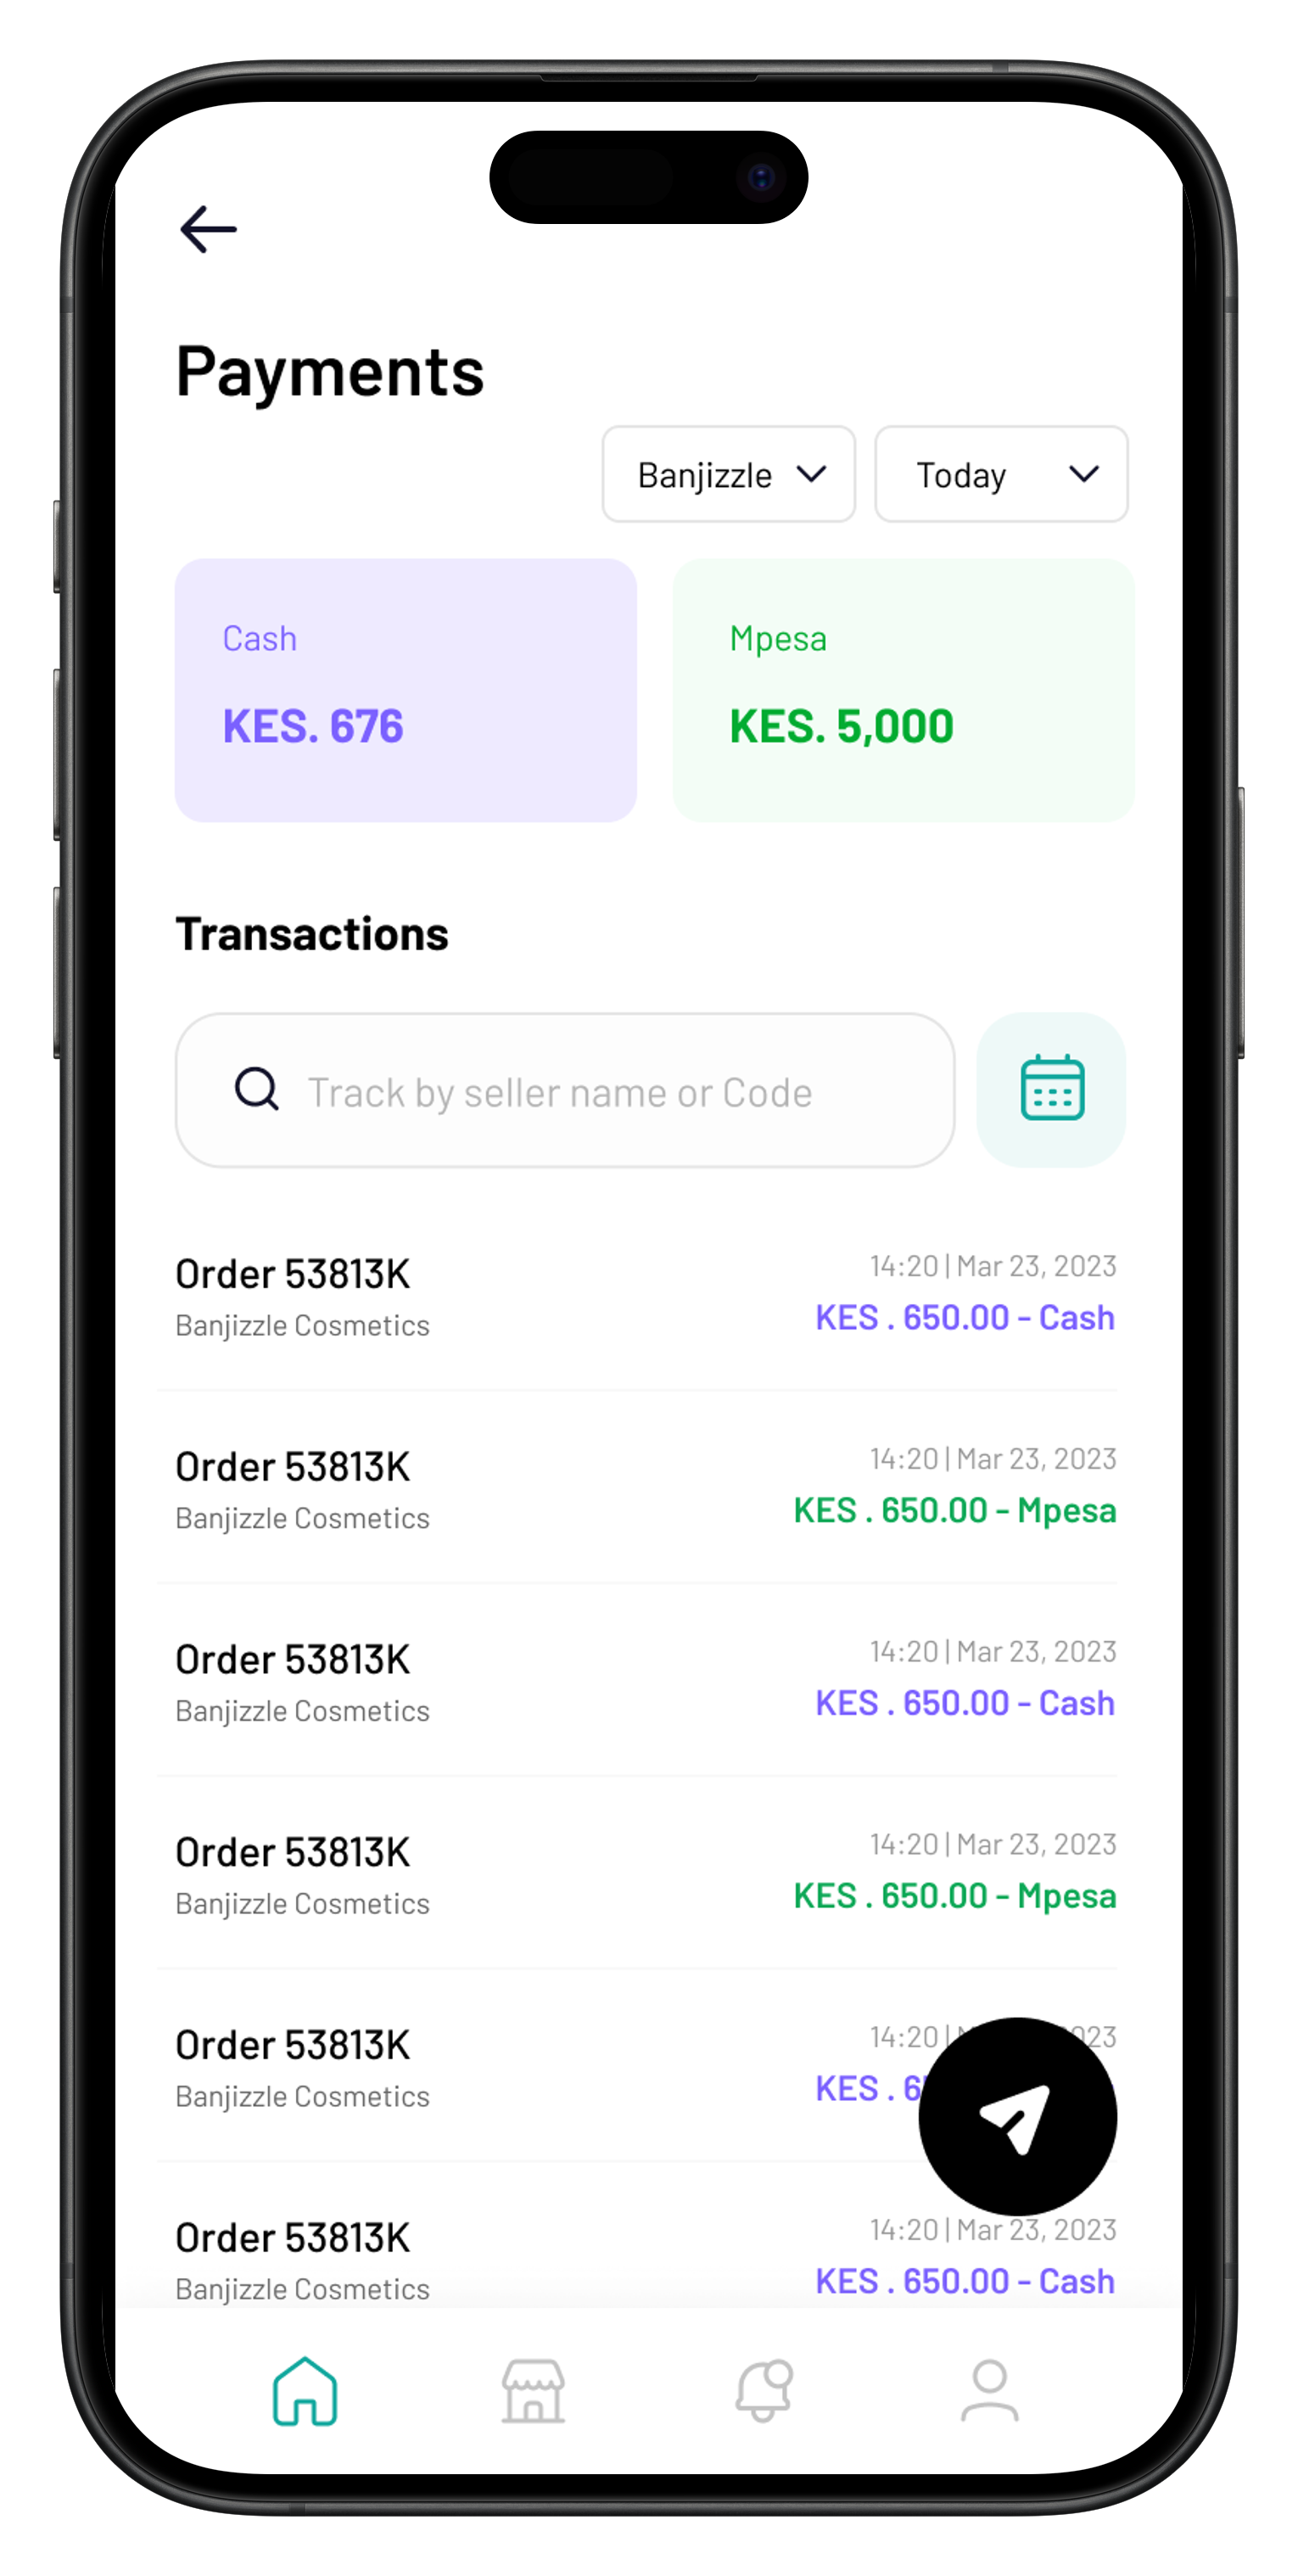 Payments
Banjizzle
Today
Cash
Mpesa
KES. 676
KES. 5,000
Transactions
Track by seller name or Code
Order 53813K
14:20 | Mar 23, 2023
Banjizzle Cosmetics
KES . 650.00 - Cash
Order 53813K
14:20 | Mar 23, 2023
Banjizzle Cosmetics
KES . 650.00 - Mpesa
Order 53813K
14:20 | Mar 23, 2023
Banjizzle Cosmetics
KES . 650.00 - Cash
Order 53813K
14:20 | Mar 23, 2023
Banjizzle Cosmetics
KES . 650.00 - Mpesa
Order 53813K
14:20 |
Banjizzle Cosmetics
KES .
Order 53813K
14:20 | Mar 23, 2023
Banjizzle Cosmetics
KES . 650.00 - Cash